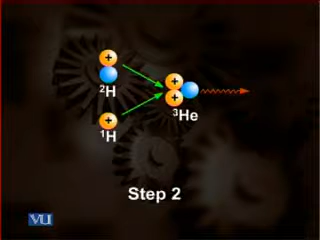 +
²H
+
¹H
+
+
³He
Step 2
VU